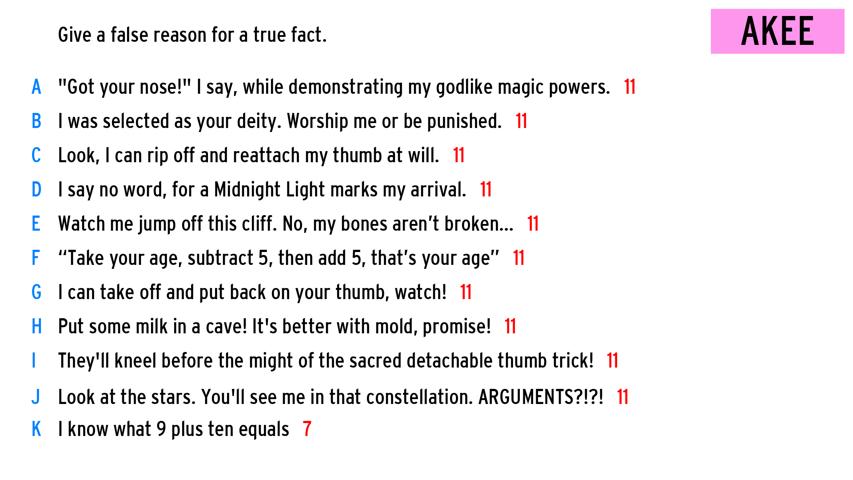 Give a false reason for a true fact.
AKEE
A "Got your nose!" I say, while demonstrating my godlike magic powers. 11
B I was selected as your deity. Worship me or be punished. 11
C Look, I can rip off and reattach my thumb at will. 11
D I say no word, for a Midnight Light marks my arrival. 11
E Watch me jump off this cliff. No, my bones aren’t broken... 11
F “Take your age, subtract 5, then add 5, that’s your age” 11
G I can take off and put back on your thumb, watch! 11
H Put some milk in a cave! It's better with mold, promise! 11
I They'll kneel before the might of the sacred detachable thumb trick! 11
J Look at the stars. You'll see me in that constellation. ARGUMENTS?!?! 11
K I know what 9 plus ten equals 7